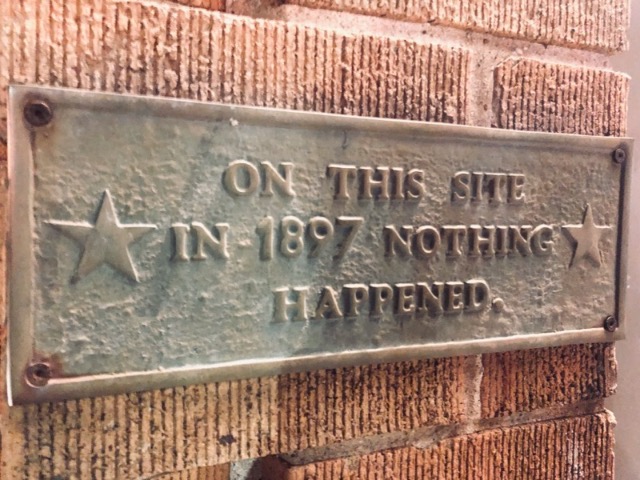 ON THIS SITE
IN-1897 NOTHING
HAPPENED.